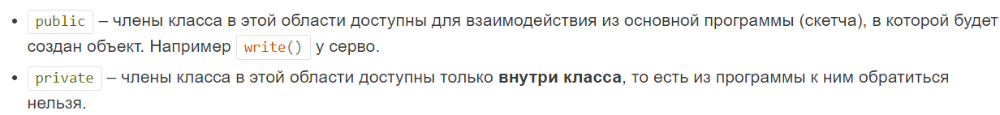 • public – члены класса в этой области доступны для взаимодействия из основной программы (скетча), в которой будет
создан объект. Например write() у серво.
• private – члены класса в этой области доступны только внутри класса, то есть из программы к ним обратиться
нельзя.